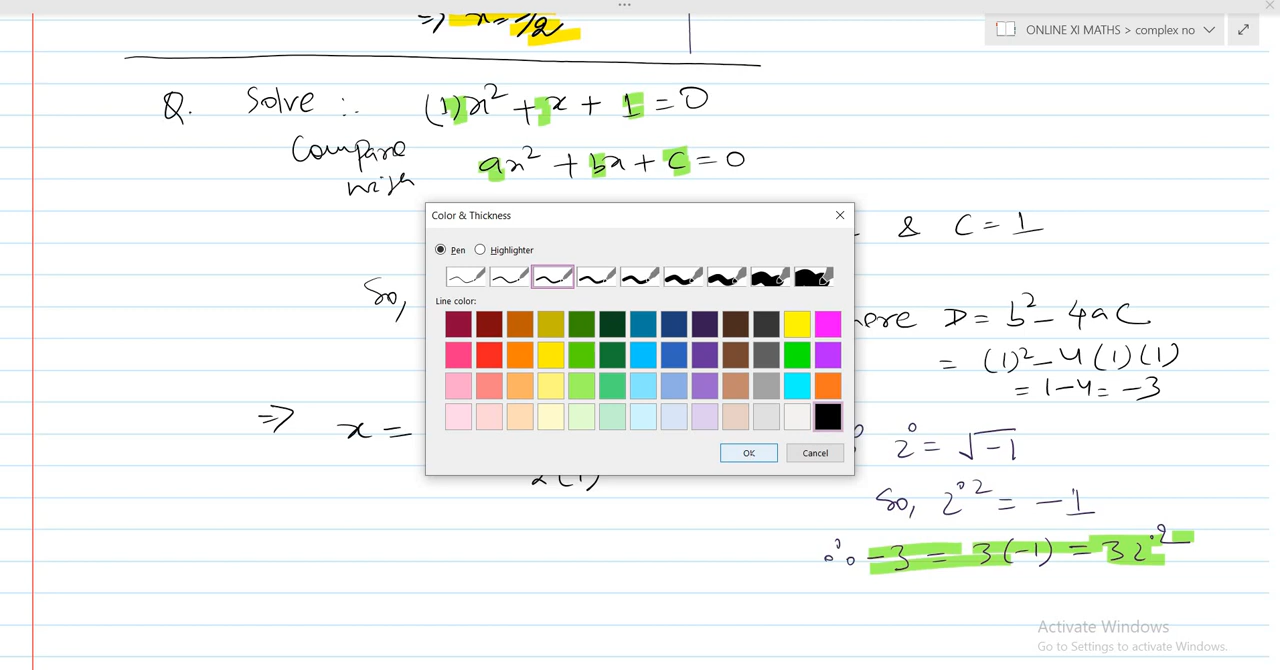 ONLINE XI MATHS > complex no
Q. Solve :. (1)x² + x + 1 = 0
Compare with ax² + bx + c = 0
& C = 1
Color & Thickness
Pen Highlighter
Line color:
OK Cancel
So,
here D = b² - 4ac
= (1)² - 4(1)(1)
= 1 - 4 = -3
⇒ x =
2(1)
i = √-1
So, i² = -1
∴ -3 = 3(-1) = 3i²
Activate Windows
Go to Settings to activate Windows.